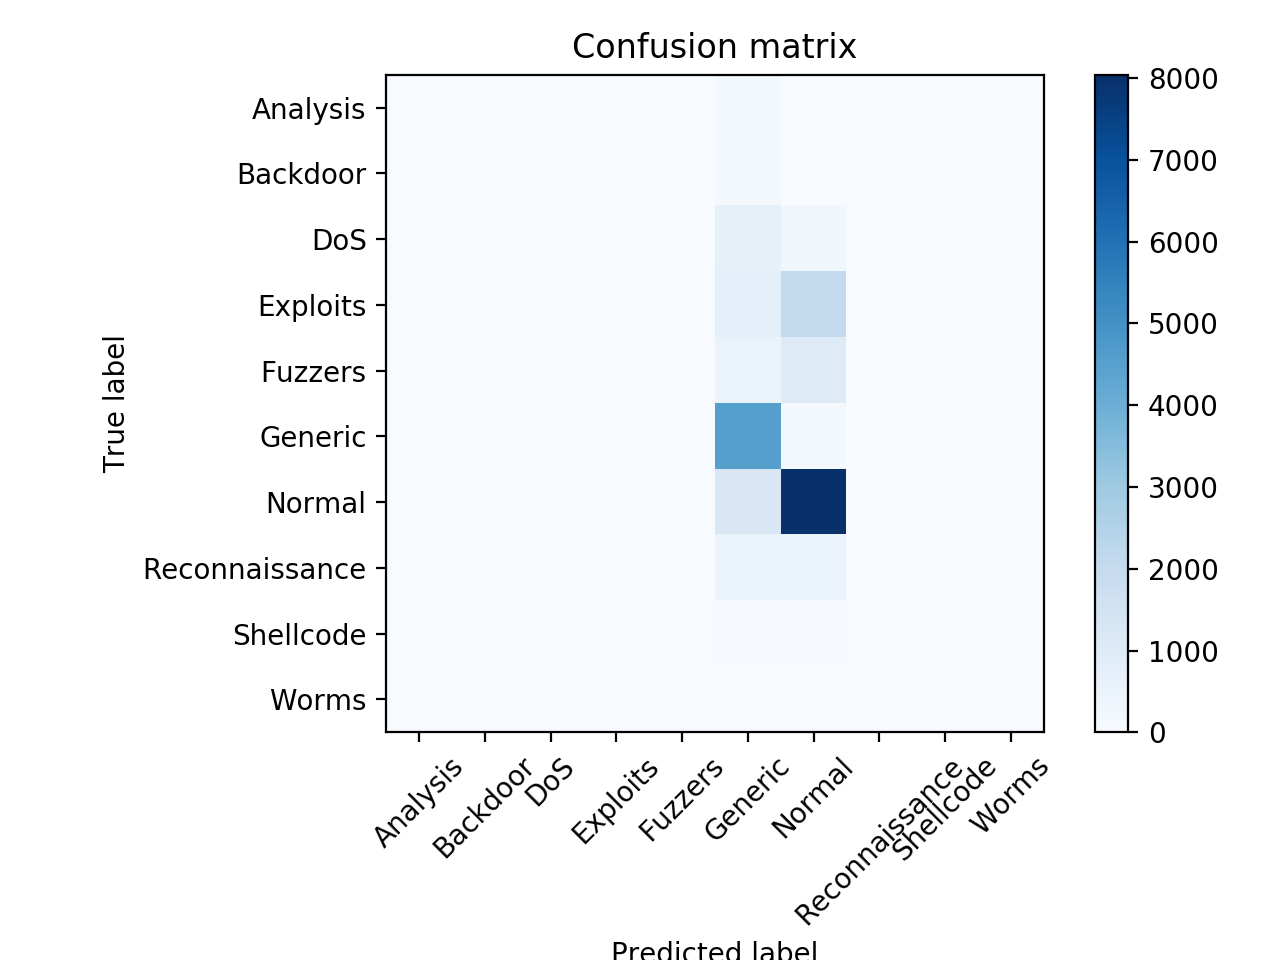 Confusion matrix
True label
Analysis
Backdoor
DoS
Exploits
Fuzzers
Generic
Normal
Reconnaissance
Shellcode
Worms
Analysis
Backdoor
DoS
Exploits
Fuzzers
Generic
Normal
Reconnaissance
Shellcode
Worms
Predicted label
8000
7000
6000
5000
4000
3000
2000
1000
0